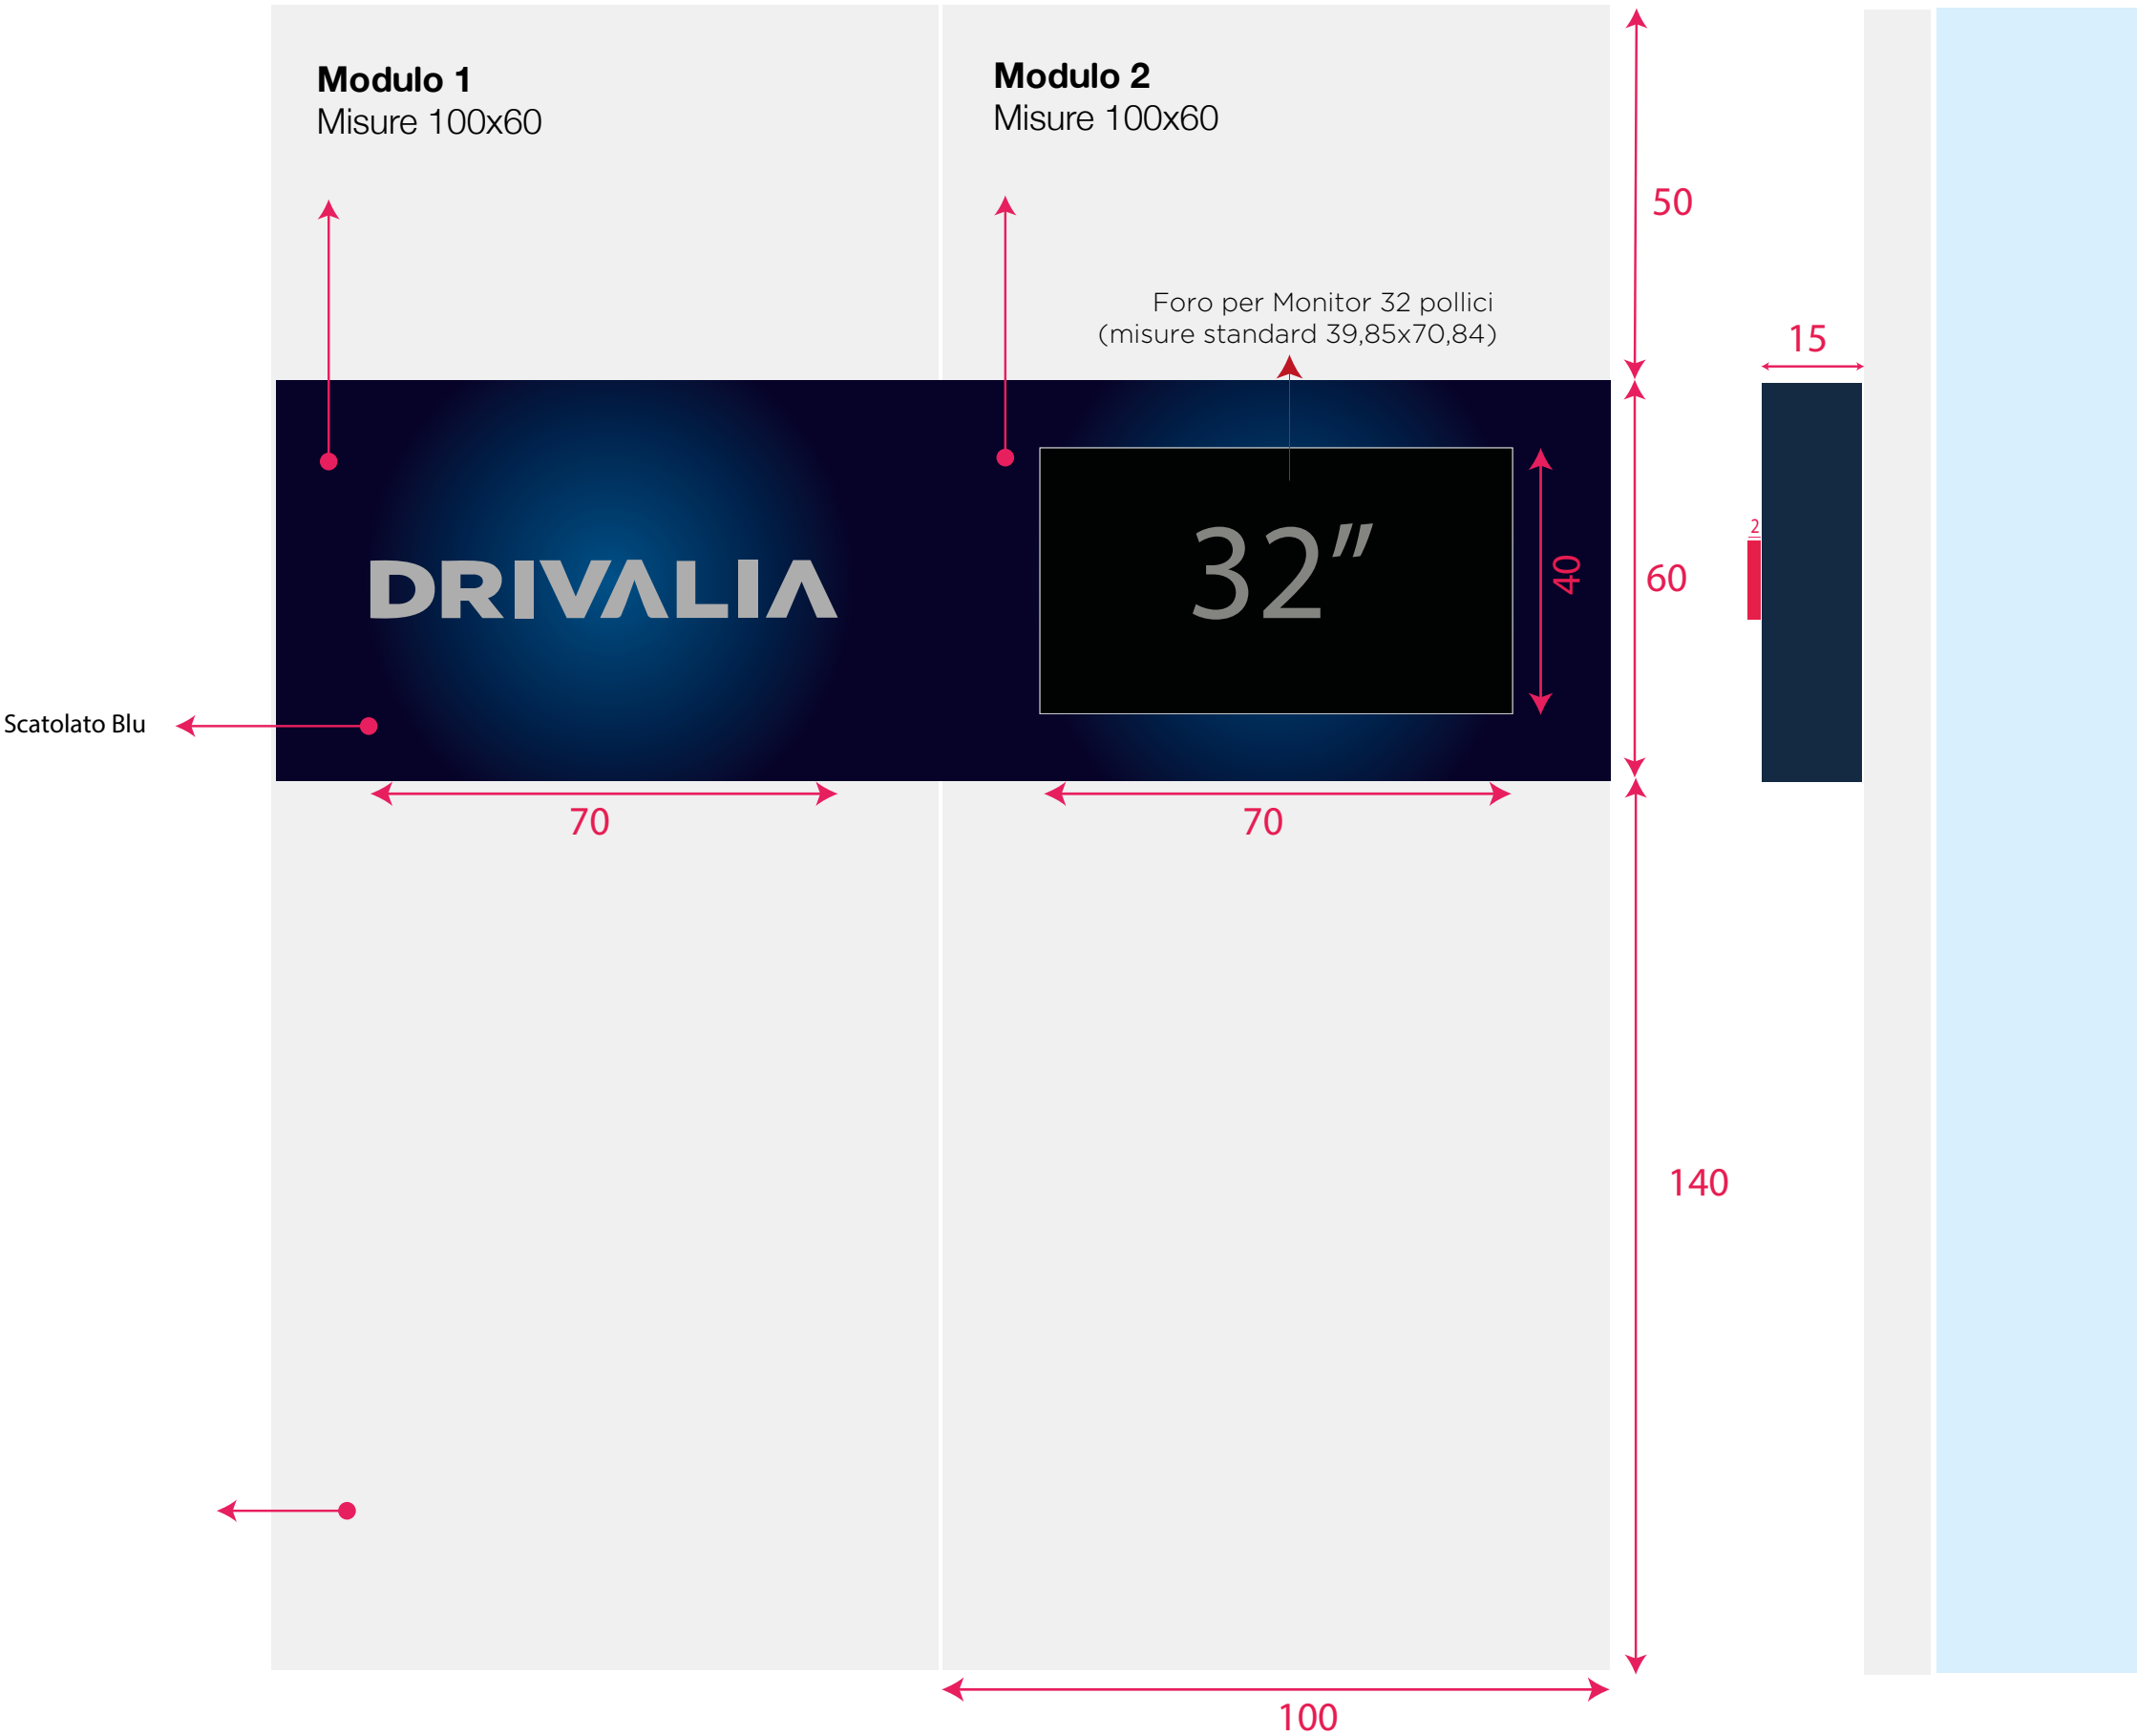 Modulo 1
Misure 100x60
Modulo 2
Misure 100x60
50
Foro per Monitor 32 pollici
(misure standard 39,85x70,84)
15
DRIVALIA
32”
40
60
2
Scatolato Blu
70
70
140
100